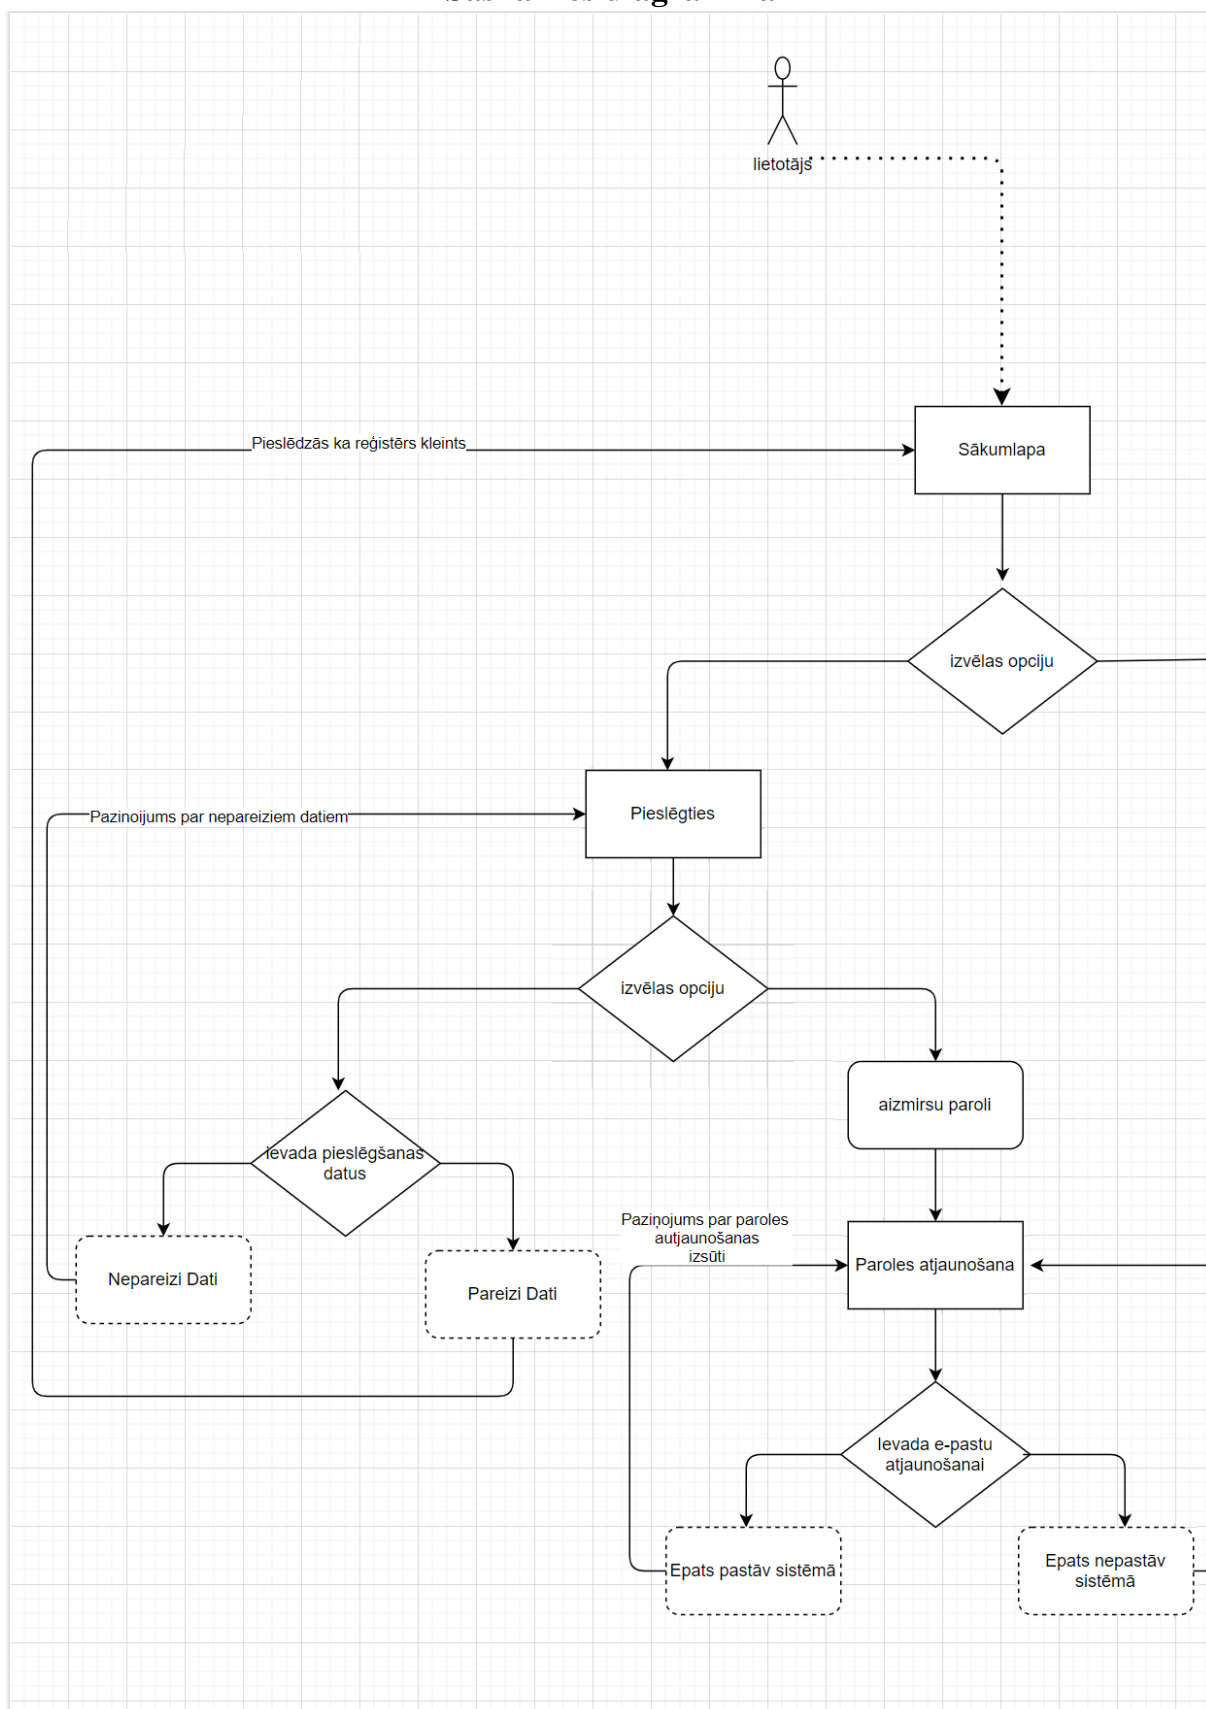 lietotājs
Pieslēdzās ka reģistērs kleints
Sākumlapa
izvēlas opciju
Pazinoijums par nepareiziem datiem
Pieslēgties
izvēlas opciju
aizmirsu paroli
ievada pieslēgšanas
datus
Paziņojums par paroles
autjaunošanas
izsūti
Paroles atjaunošana
Nepareizi Dati
Pareizi Dati
Ievada e-pastu
atjaunošanai
Epats pastāv sistēmā
Epats nepastāv
sistēmā